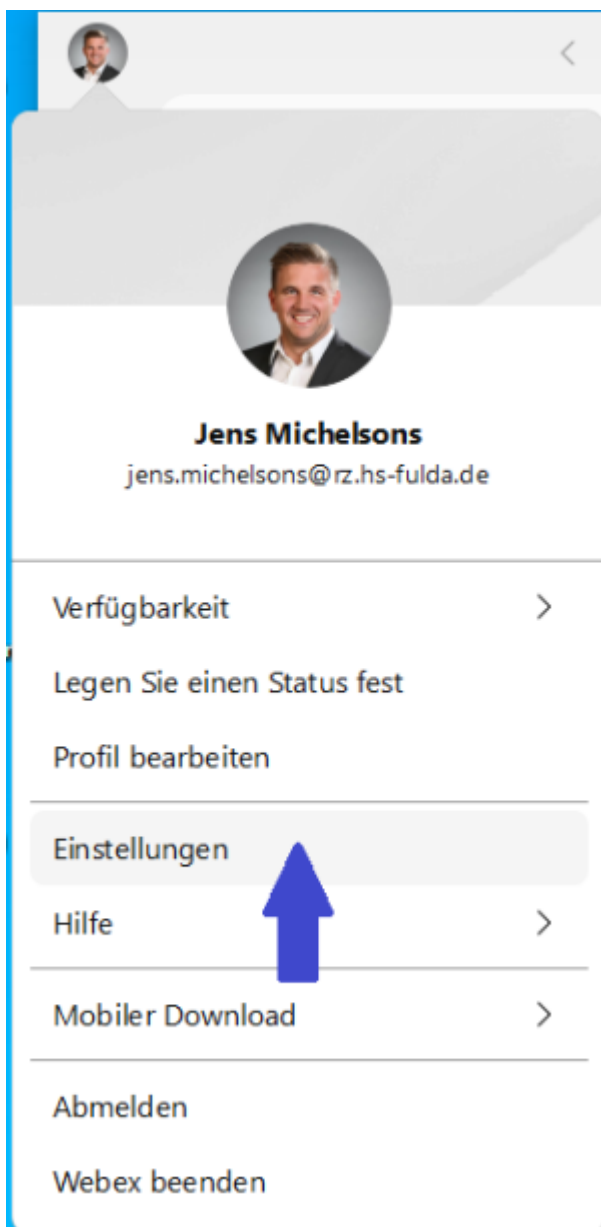 Jens Michelsons
jens.michelsons@rz.hs-fulda.de
Verfügbarkeit
Legen Sie einen Status fest
Profil bearbeiten
Einstellungen
Hilfe
Mobiler Download
Abmelden
Webex beenden